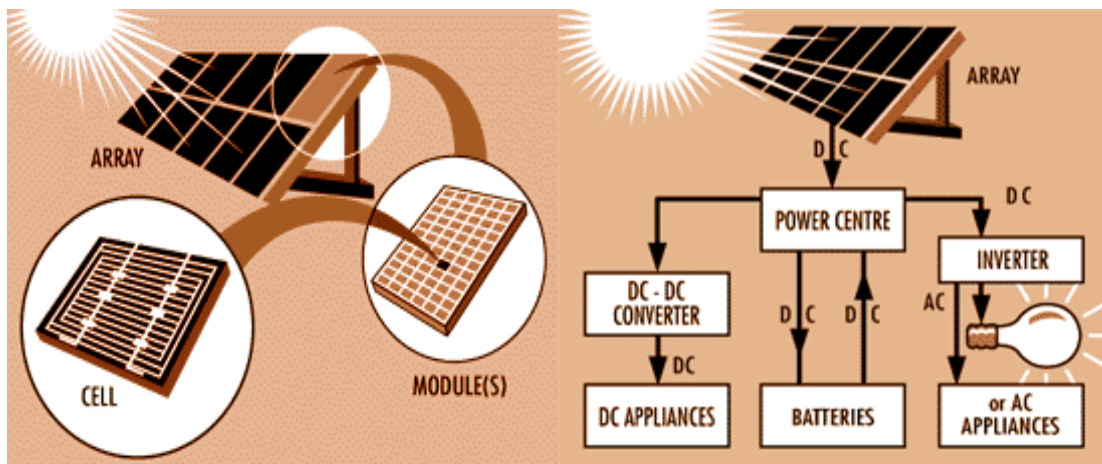 ARRAY
CELL
MODULE(S)
ARRAY
D C
POWER CENTRE
D C
INVERTER
DC - DC
CONVERTER
D C
D C
AC
DC
DC APPLIANCES
BATTERIES
or AC
APPLIANCES